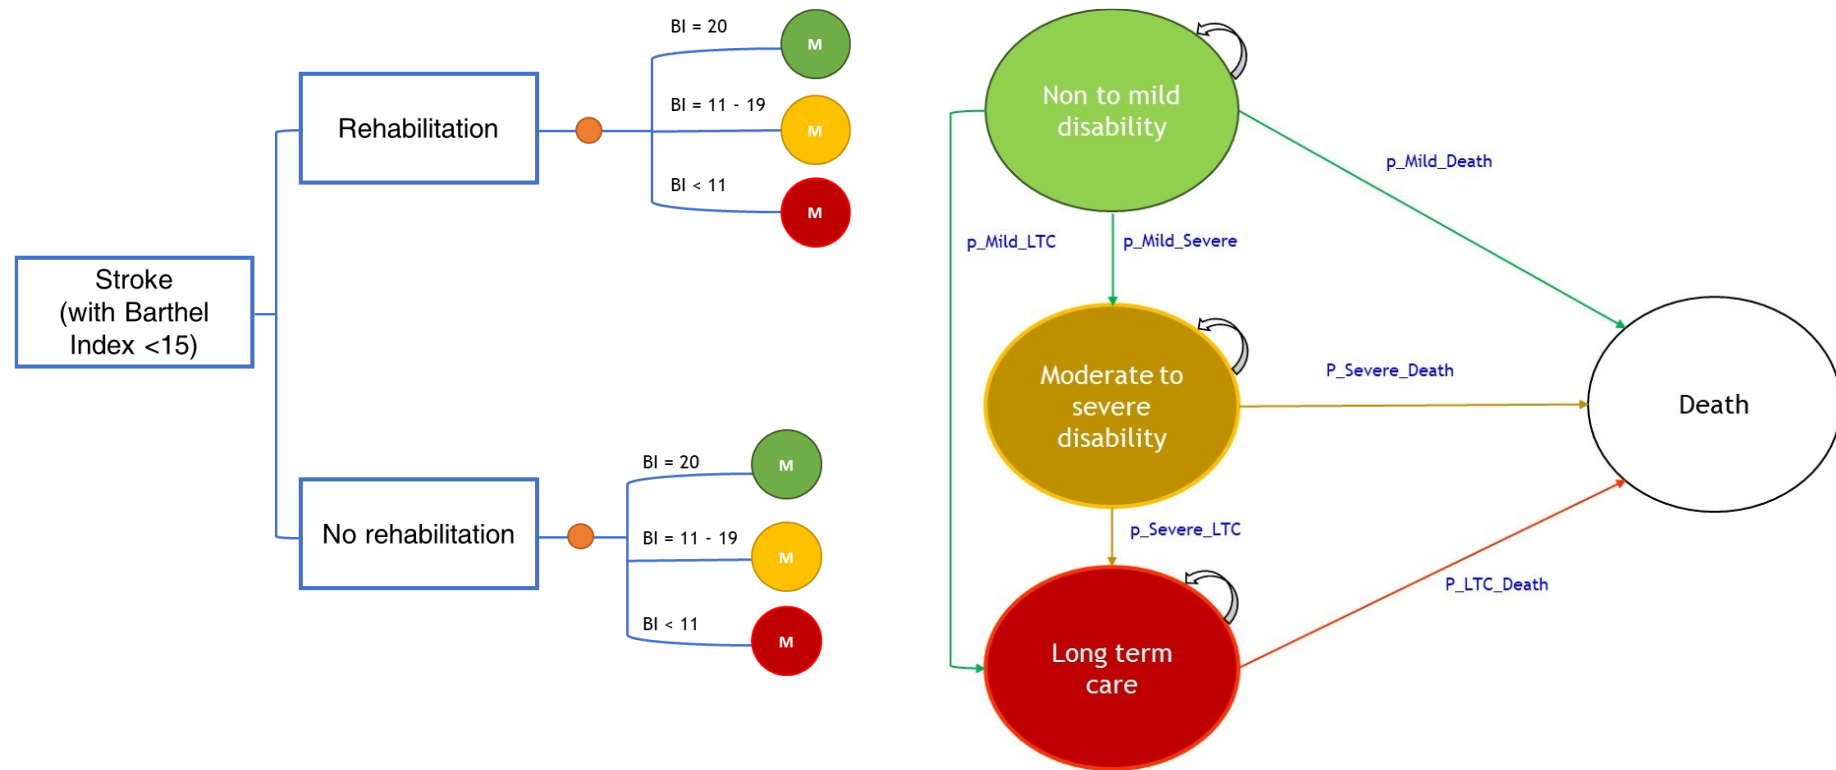 Stroke
(with Barthel
Index <15)
Rehabilitation
BI = 20
M
BI = 11 - 19
M
BI < 11
M
No rehabilitation
BI = 20
M
BI = 11 - 19
M
BI < 11
M
Non to mild
disability
p_Mild_Death
p_Mild_LTC
p_Mild_Severe
Moderate to
severe
disability
P_Severe_Death
Death
p_Severe_LTC
P_LTC_Death
Long term
care